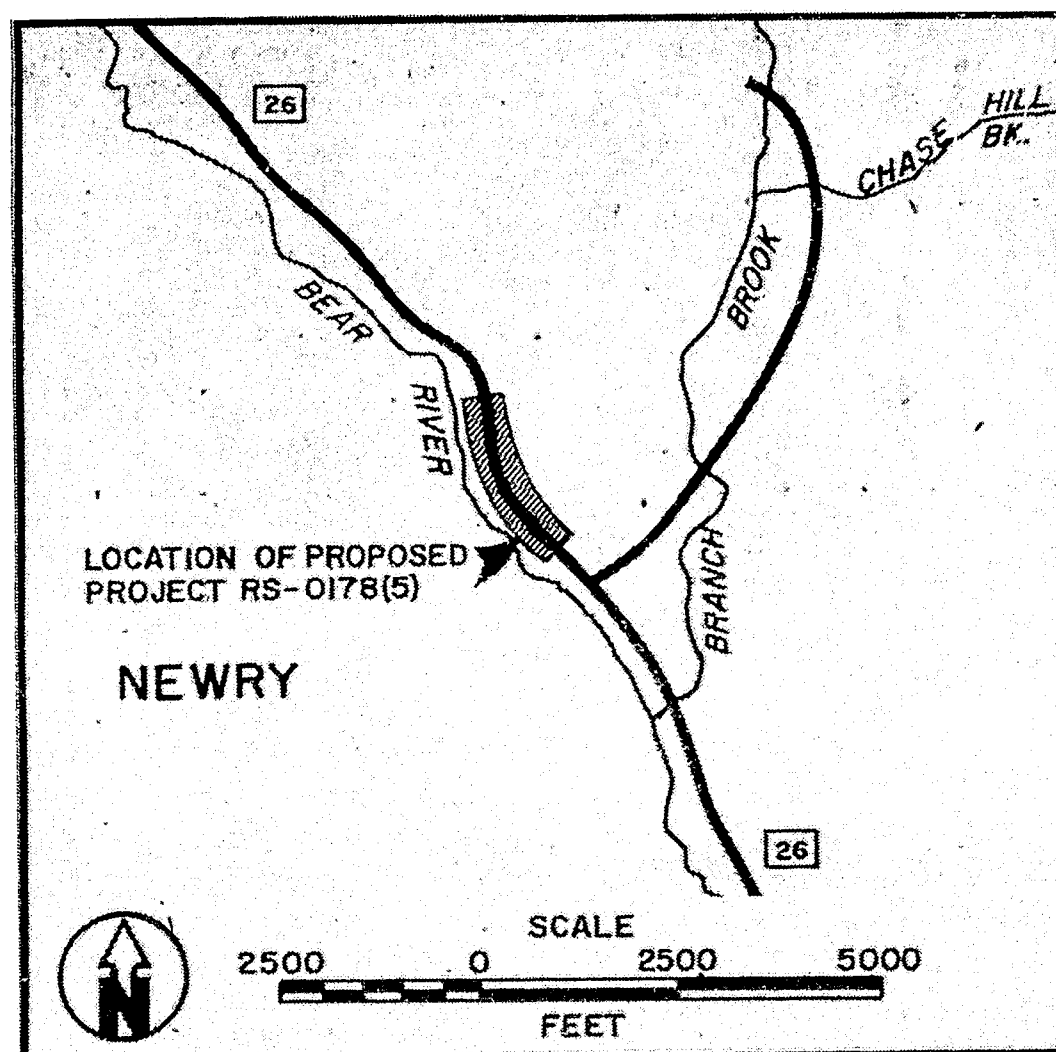 26
HILL
CHASE BK.
BROOK
BEAR
RIVER
LOCATION OF PROPOSED
PROJECT RS-0178(5)
BRANCH
NEWRY
26
SCALE
2500 0 2500 5000
FEET
N